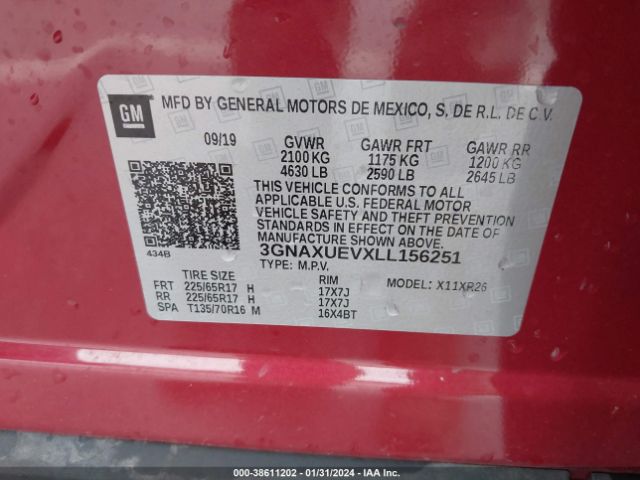 GM
MFD BY GENERAL MOTORS DE MEXICO, S. DE R.L. DE C.V.
09/19 GVWR GAWR FRT GAWR RR
2100 KG 1175 KG 1200 KG
4630 LB 2590 LB 2645 LB
THIS VEHICLE CONFORMS TO ALL
APPLICABLE U.S. FEDERAL MOTOR
VEHICLE SAFETY AND THEFT PREVENTION
STANDARDS IN EFFECT ON THE DATE OF
MANUFACTURE SHOWN ABOVE.
434B 3GNAXUEVXLL156251
TYPE: M.P.V. MODEL: X11XR26
TIRE SIZE RIM
FRT 225/65R17 H 17X7J
RR 225/65R17 H 17X7J
SPA T135/70R16 M 16X4BT
000-38611202 - 01/31/2024 - IAA Inc.